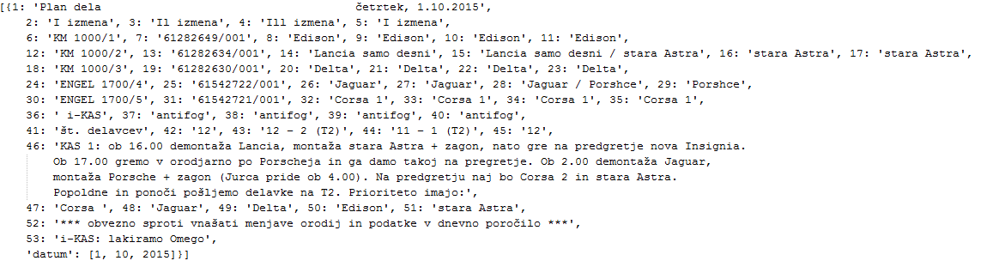 [{1: 'Plan dela                                     četrtek, 1.10.2015',
2: 'I izmena', 3: 'Il izmena', 4: 'Ill izmena', 5: 'I izmena',
6: 'KM 1000/1', 7: '61282649/001', 8: 'Edison', 9: 'Edison', 10: 'Edison', 11: 'Edison',
12: 'KM 1000/2', 13: '61282634/001', 14: 'Lancia samo desni', 15: 'Lancia samo desni / stara Astra', 16: 'stara Astra', 17: 'stara Astra',
18: 'KM 1000/3', 19: '61282630/001', 20: 'Delta', 21: 'Delta', 22: 'Delta', 23: 'Delta',
24: 'ENGEL 1700/4', 25: '61542722/001', 26: 'Jaguar', 27: 'Jaguar', 28: 'Jaguar / Porshce', 29: 'Porshce',
30: 'ENGEL 1700/5', 31: '61542721/001', 32: 'Corsa 1', 33: 'Corsa 1', 34: 'Corsa 1', 35: 'Corsa 1',
36: ' i-KAS', 37: 'antifog', 38: 'antifog', 39: 'antifog', 40: 'antifog',
41: 'št. delavcev', 42: '12', 43: '12 – 2 (T2)', 44: '11 – 1 (T2)', 45: '12',
46: 'KAS 1: ob 16.00 demontaža Lancia, montaža stara Astra + zagon, nato gre na predgretje nova Insignia.
Ob 17.00 gremo v orodjarno po Porscheja in ga damo takoj na pregretje. Ob 2.00 demontaža Jaguar,
montaža Porsche + zagon (Jurca pride ob 4.00). Na predgretju naj bo Corsa 2 in stara Astra.
Popoldne in ponoči pošljemo delavke na T2. Prioriteto imajo:',
47: 'Corsa ', 48: 'Jaguar', 49: 'Delta', 50: 'Edison', 51: 'stara Astra',
52: '*** obvezno sproti vnašati menjave orodij in podatke v dnevno poročilo ***',
53: 'i-KAS: lakiramo Omego',
'datum': [1, 10, 2015]}]